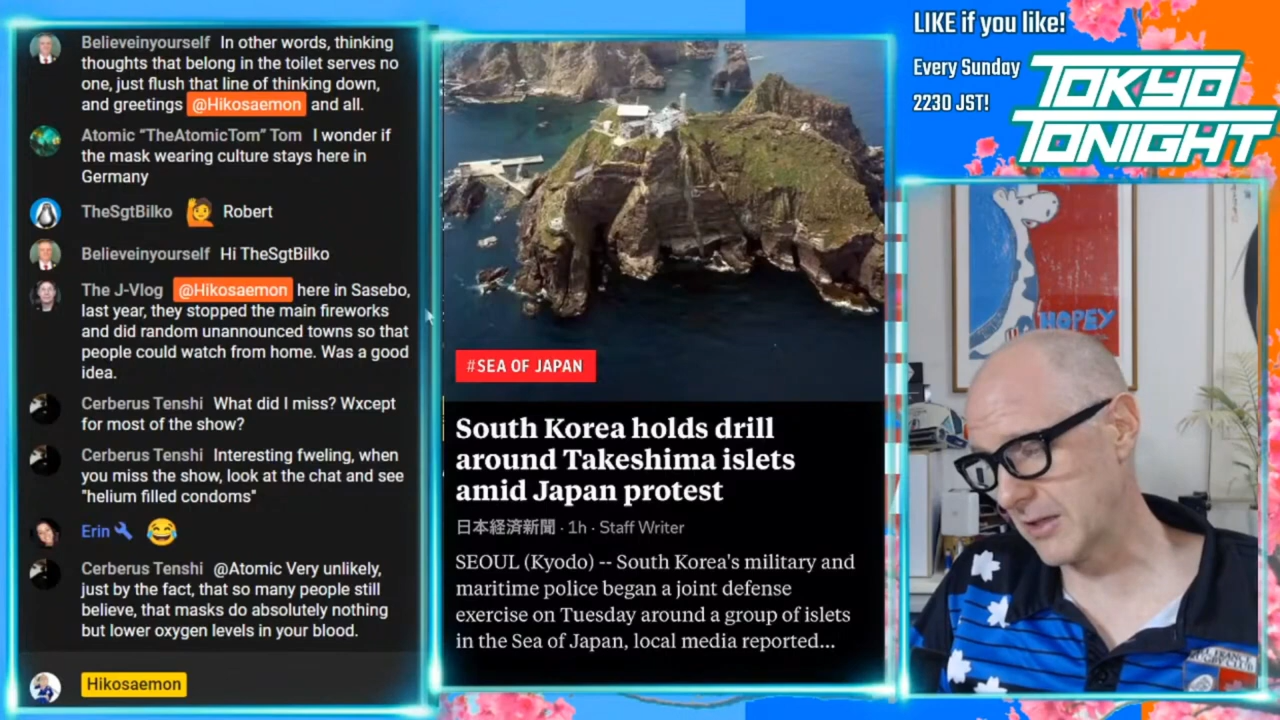 Believeinyourself In other words, thinking
thoughts that belong in the toilet serves no
one, just flush that line of thinking down,
and greetings @Hikosaemon and all.
Atomic “TheAtomicTom” Tom I wonder if
the mask wearing culture stays here in
Germany
TheSgtBilko Robert
Believeinyourself Hi TheSgtBilko
The J-Vlog @Hikosaemon here in Sasebo,
last year, they stopped the main fireworks
and did random unannounced towns so that
people could watch from home. Was a good
idea.
Cerberus Tenshi What did I miss? Wxcept
for most of the show?
Cerberus Tenshi Interesting fweling, when
you miss the show, look at the chat and see
"helium filled condoms"
Erin
Cerberus Tenshi @Atomic Very unlikely,
just by the fact, that so many people still
believe, that masks do absolutely nothing
but lower oxygen levels in your blood.
Hikosaemon
#SEA OF JAPAN
South Korea holds drill
around Takeshima islets
amid Japan protest
日本経済新聞 · 1h · Staff Writer
SEOUL (Kyodo) -- South Korea's military and
maritime police began a joint defense
exercise on Tuesday around a group of islets
in the Sea of Japan, local media reported...
LIKE if you like!
Every Sunday
2230 JST!
TOKYO
TONIGHT
HOPEY
FRANCE
RUGBY CLUB